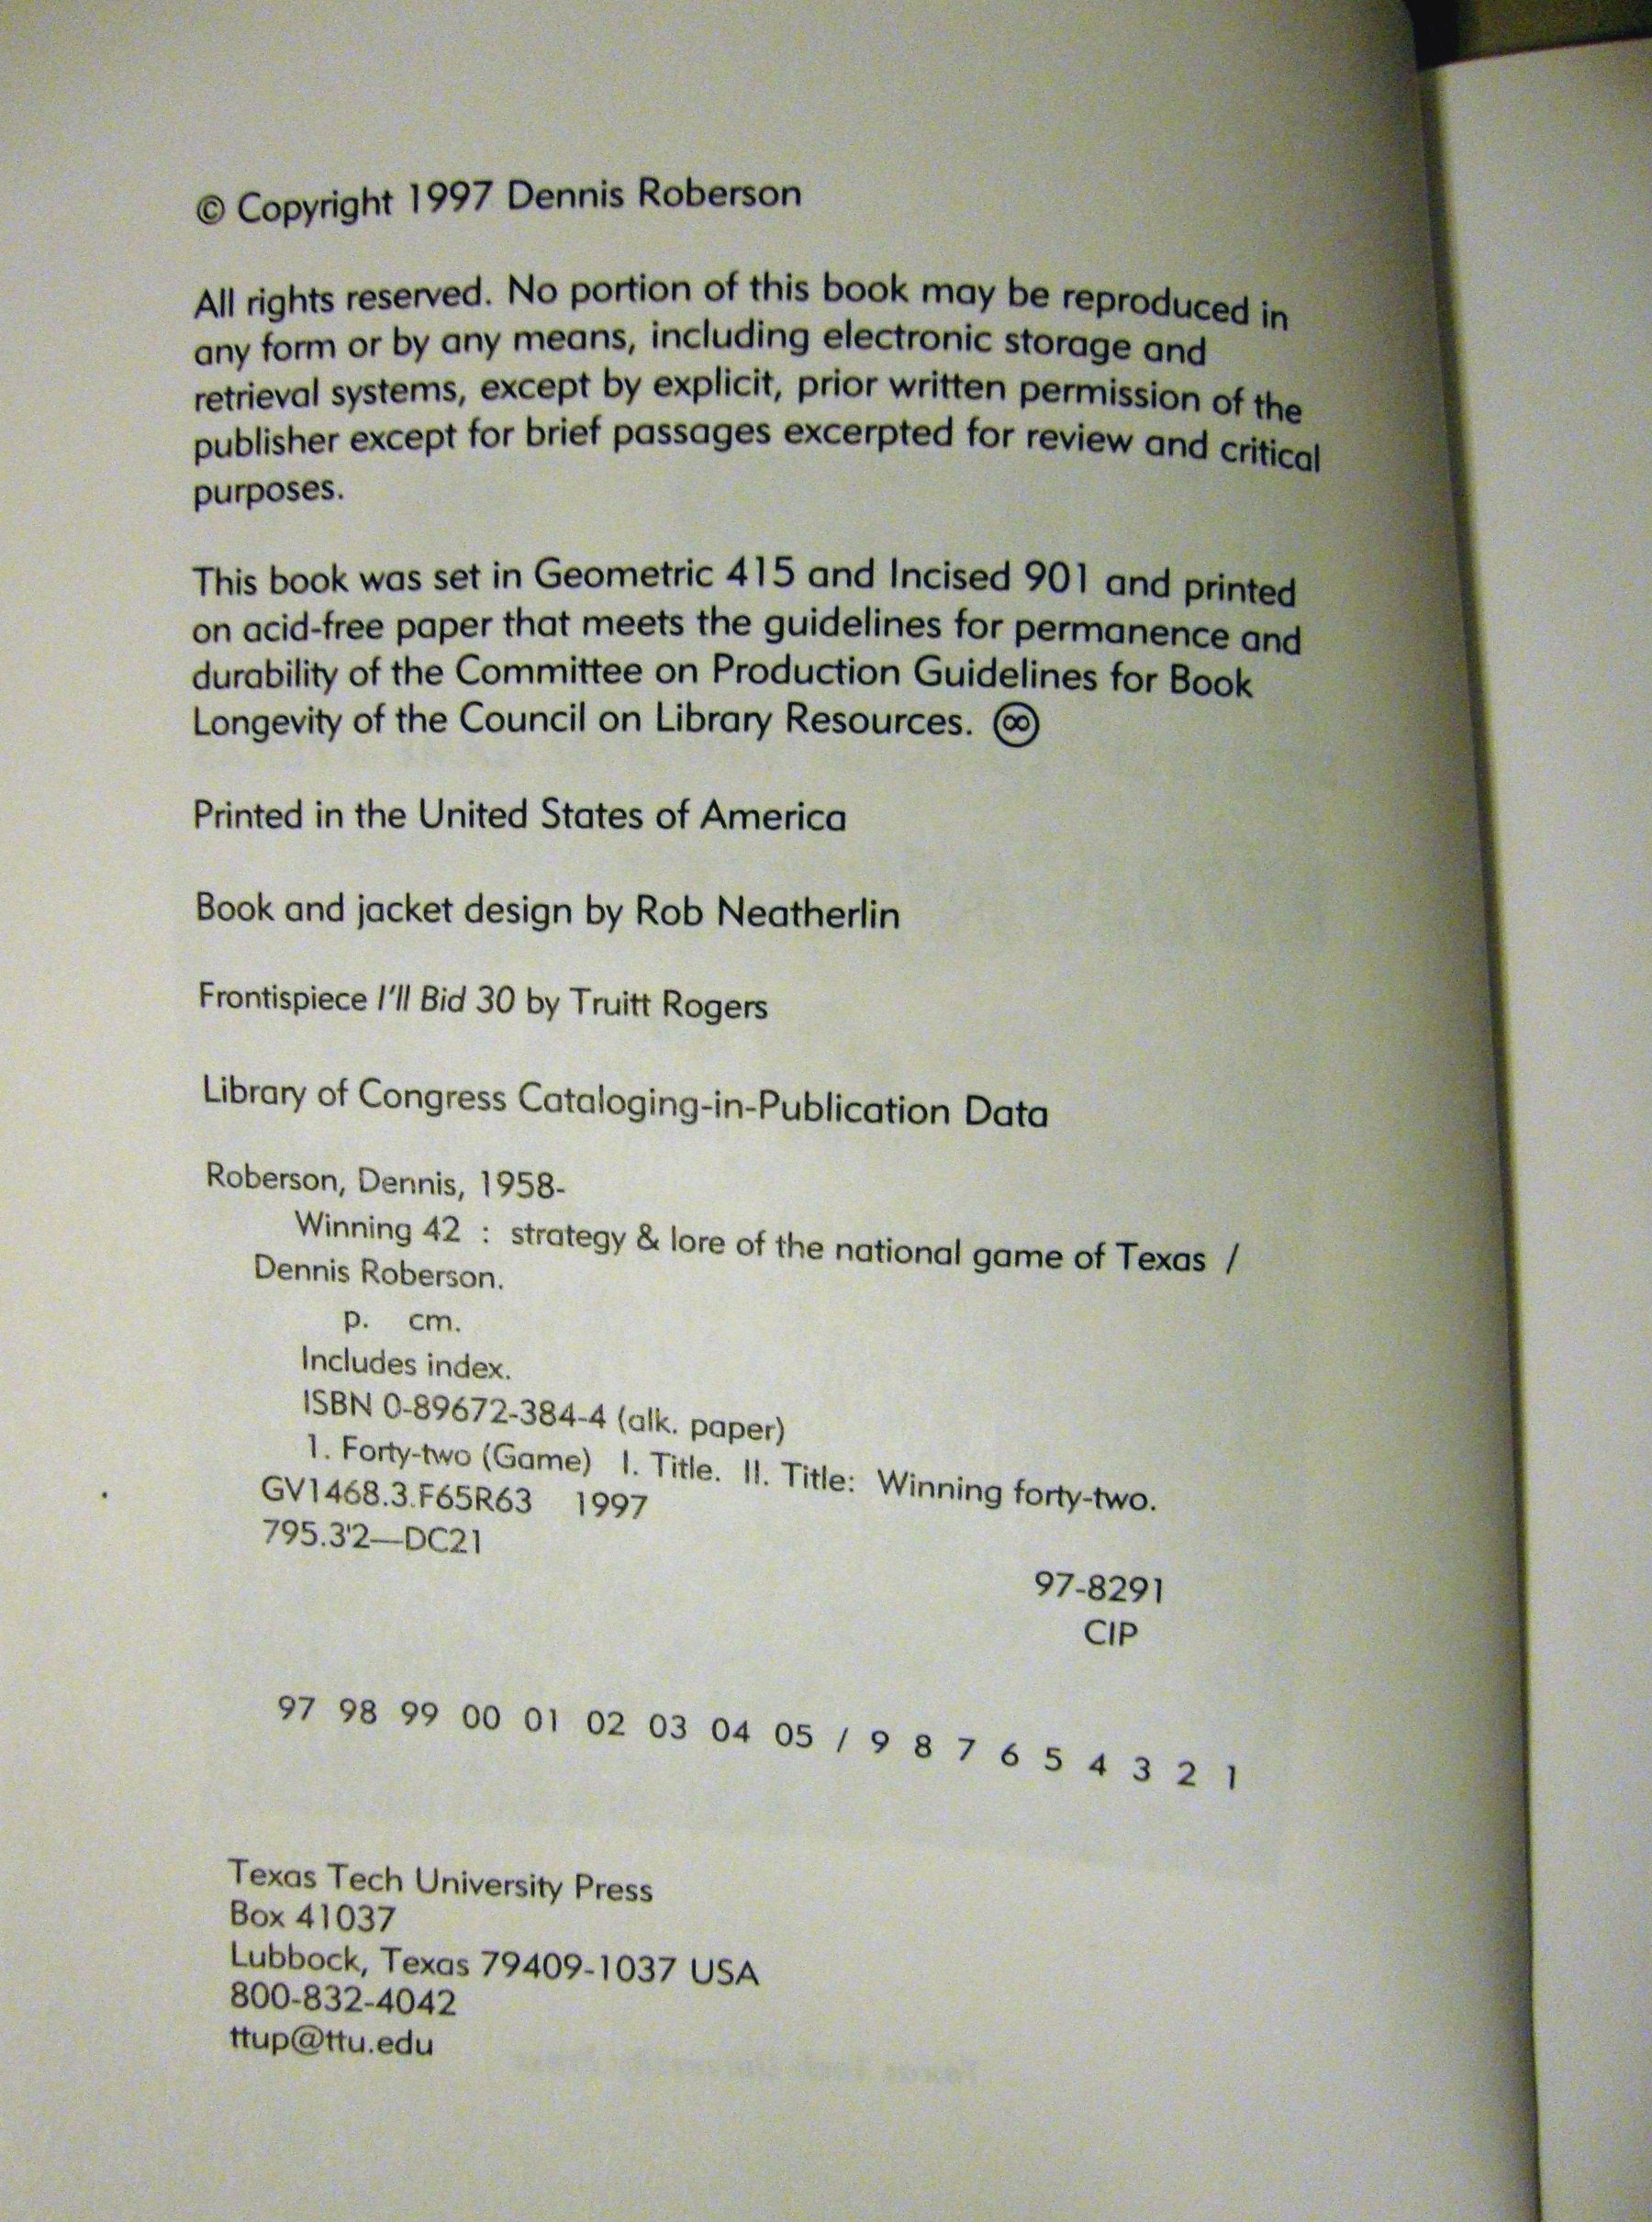 © Copyright 1997 Dennis Roberson
All rights reserved. No portion of this book may be reproduced in
any form or by any means, including electronic storage and
retrieval systems, except by explicit, prior written permission of the
publisher except for brief passages excerpted for review and critical
purposes.
This book was set in Geometric 415 and Incised 901 and printed
on acid-free paper that meets the guidelines for permanence and
durability of the Committee on Production Guidelines for Book
Longevity of the Council on Library Resources. ♾
Printed in the United States of America
Book and jacket design by Rob Neatherlin
Frontispiece I'll Bid 30 by Truitt Rogers
Library of Congress Cataloging-in-Publication Data
Roberson, Dennis, 1958-
Winning 42 : strategy & lore of the national game of Texas /
Dennis Roberson.
p. cm.
Includes index.
ISBN 0-89672-384-4 (alk. paper)
1. Forty-two (Game) I. Title. II. Title: Winning forty-two.
GV1468.3.F65R63 1997
795.3'2—DC21
97-8291
CIP
97 98 99 00 01 02 03 04 05 / 9 8 7 6 5 4 3 2 1
Texas Tech University Press
Box 41037
Lubbock, Texas 79409-1037 USA
800-832-4042
ttup@ttu.edu